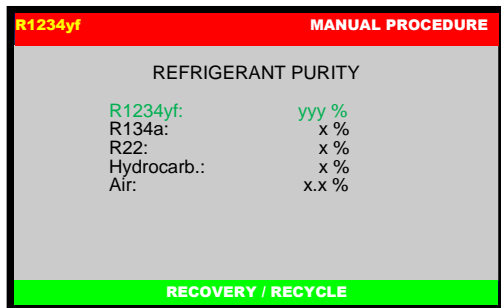 R1234yf MANUAL PROCEDURE
REFRIGERANT PURITY
R1234yf: yyy %
R134a: x %
R22: x %
Hydrocarb.: x %
Air: x.x %
RECOVERY / RECYCLE